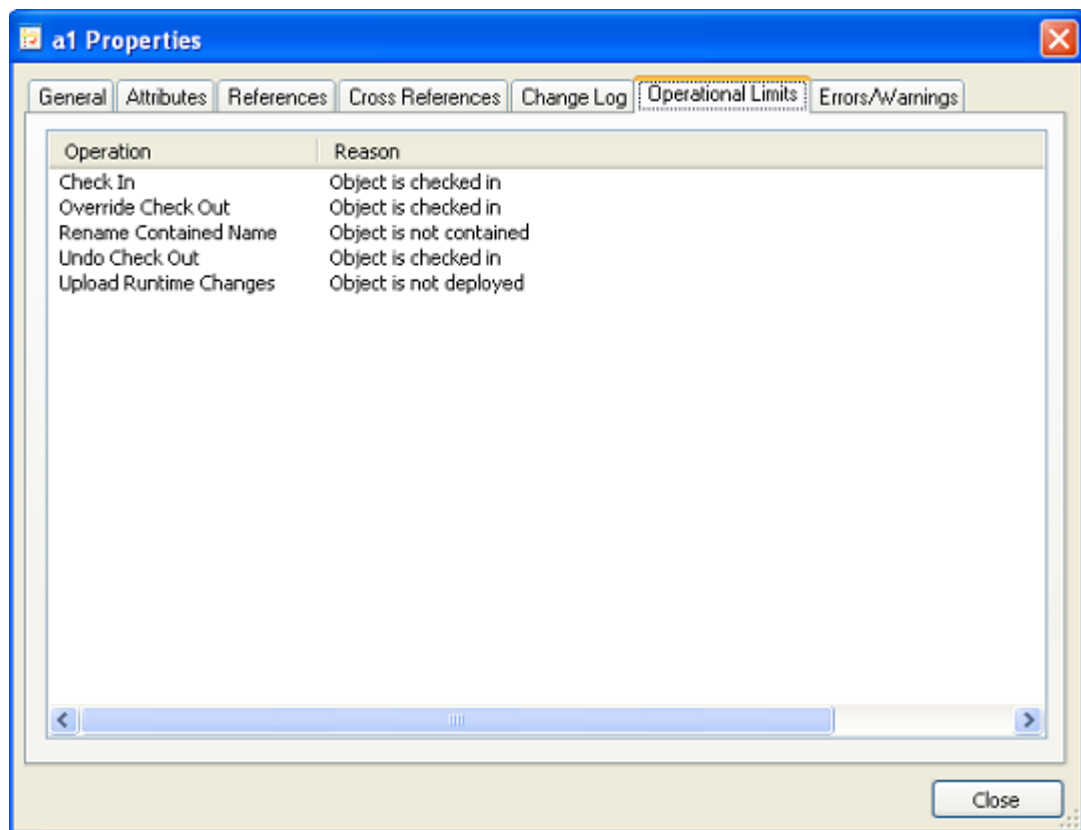 a1 Properties
General Attributes References Cross References Change Log Operational Limits Errors/Warnings
Operation Reason
Check In Object is checked in
Override Check Out Object is checked in
Rename Contained Name Object is not contained
Undo Check Out Object is checked in
Upload Runtime Changes Object is not deployed
Close